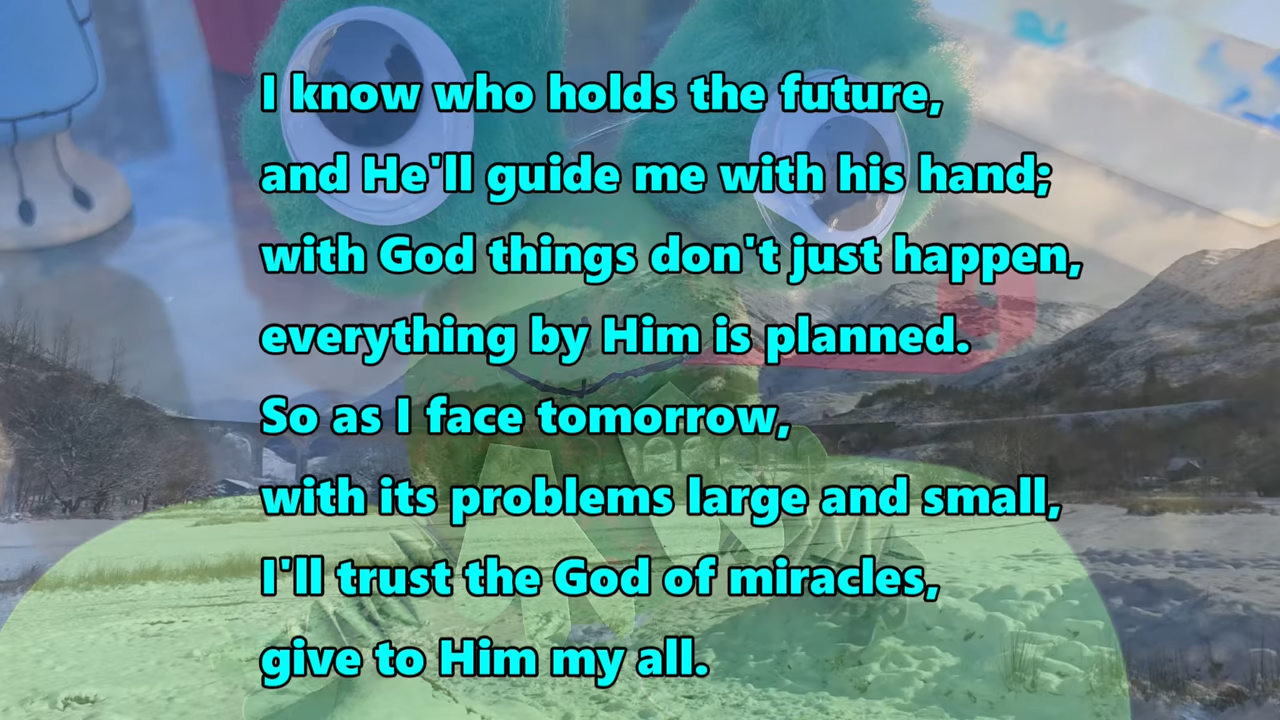 I know who holds the future,
and He'll guide me with his hand;
with God things don't just happen,
everything by Him is planned.
So as I face tomorrow,
with its problems large and small,
I'll trust the God of miracles,
give to Him my all.